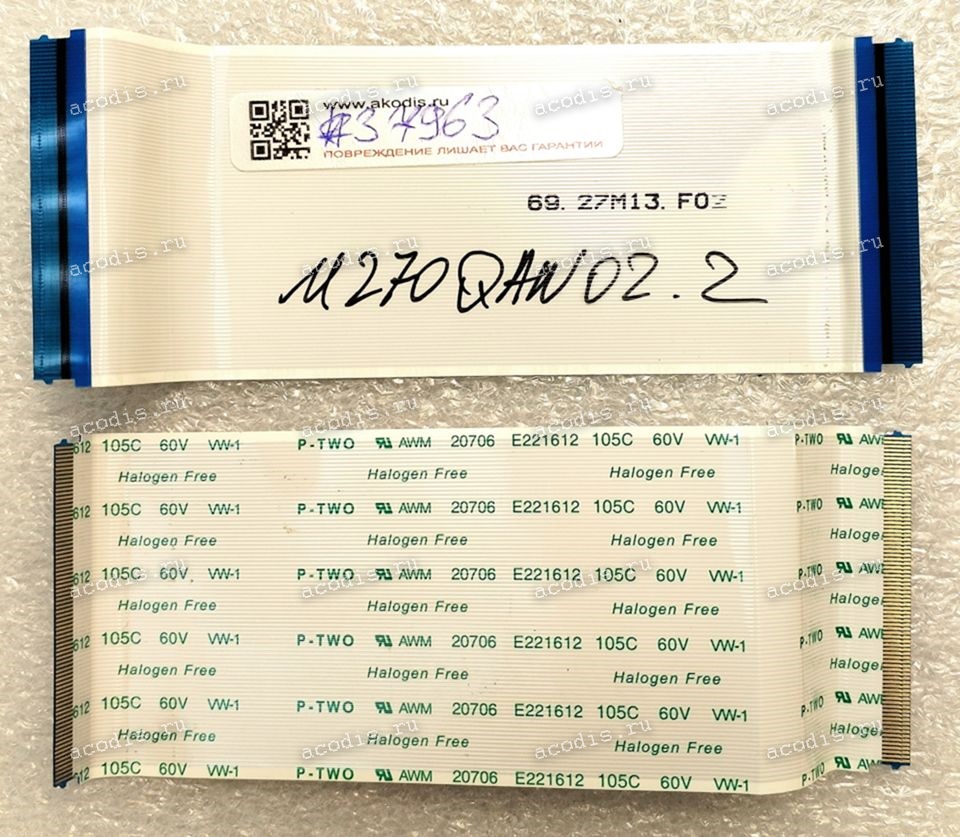 www.akodis.ru
#37963
ПОВРЕЖДЕНИЕ ЛИШАЕТ ВАС ГАРАНТИИ
69. 27M13. F02
M270QAN02.2
612 105C 60V VW-1 P-TWO AWM 20706 E221612 105C 60V VW-1 P-TWO AWM
Halogen Free Halogen Free Halogen Free Halogen
612 105C 60V VW-1 P-TWO AWM 20706 E221612 105C 60V VW-1 P-TWO AWM
Halogen Free Halogen Free Halogen Free Halogen
612 105C 60V VW-1 P-TWO AWM 20706 E221612 105C 60V VW-1 P-TWO AWM
Halogen Free Halogen Free Halogen Free Halogen
612 105C 60V VW-1 P-TWO AWM 20706 E221612 105C 60V VW-1 P-TWO AWM
Halogen Free Halogen Free Halogen Free Halogen
612 105C 60V VW-1 P-TWO AWM 20706 E221612 105C 60V VW-1 P-TWO AWM
Halogen Free Halogen Free Halogen Free Halogen
612 105C 60V VW-1 P-TWO AWM 20706 E221612 105C 60V VW-1 P-TWO AWM
acodis.ru